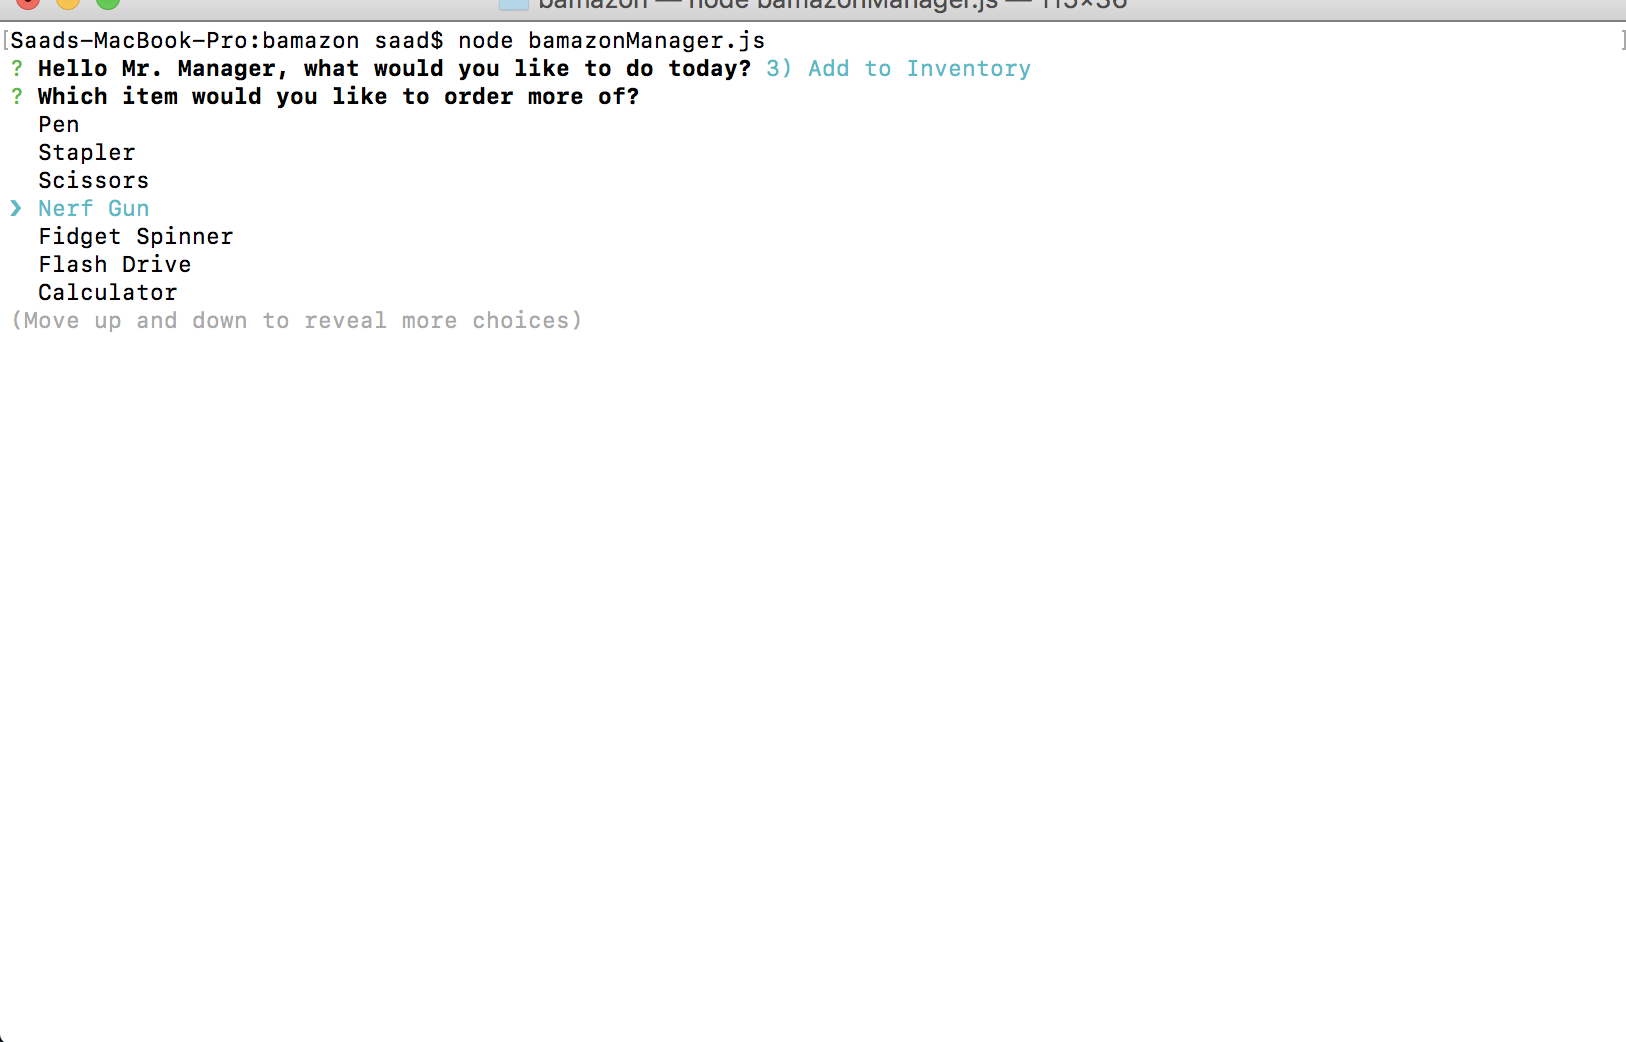 bamazon — node bamazonManager.js — 115×36
[Saads-MacBook-Pro:bamazon saad$ node bamazonManager.js ]
? Hello Mr. Manager, what would you like to do today? 3) Add to Inventory
? Which item would you like to order more of?
Pen
Stapler
Scissors
❯ Nerf Gun
Fidget Spinner
Flash Drive
Calculator
(Move up and down to reveal more choices)